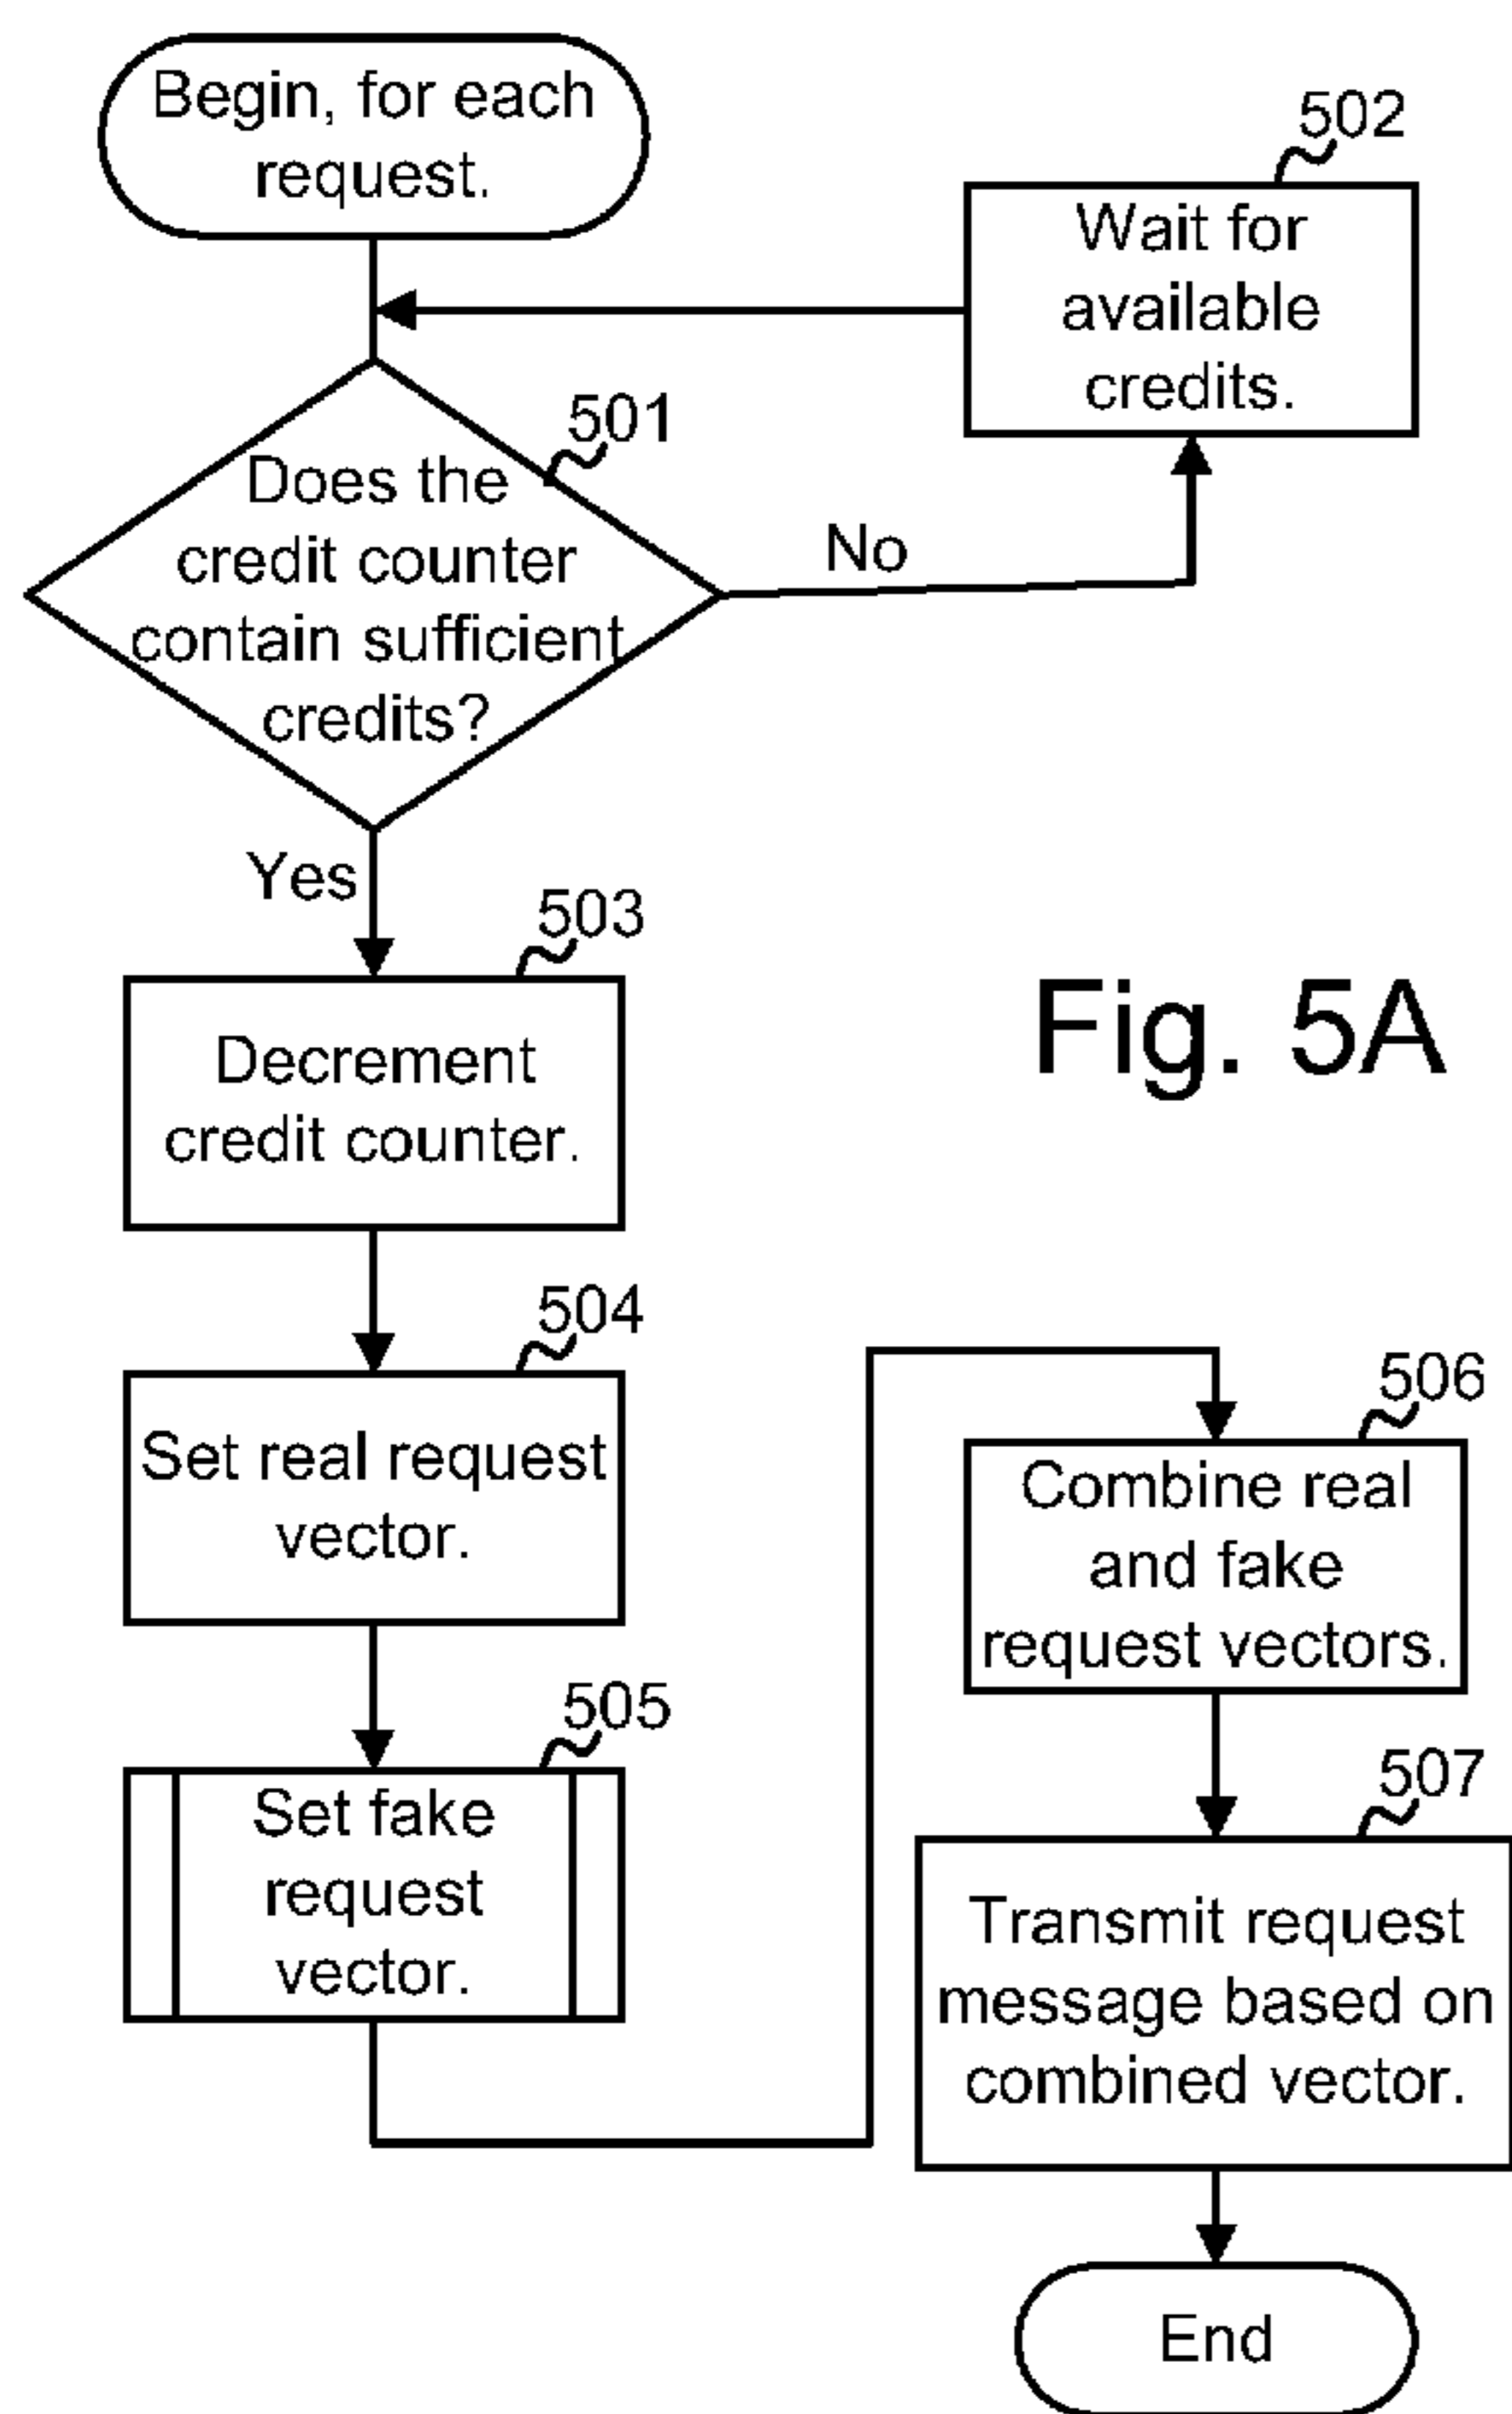 Begin, for each
request.
502
Wait for
available
credits.
501
Does the
credit counter
contain sufficient
credits?
No
Yes
503
Decrement
credit counter.
Fig. 5A
504
Set real request
vector.
505
Set fake
request
vector.
506
Combine real
and fake
request vectors.
507
Transmit request
message based on
combined vector.
End